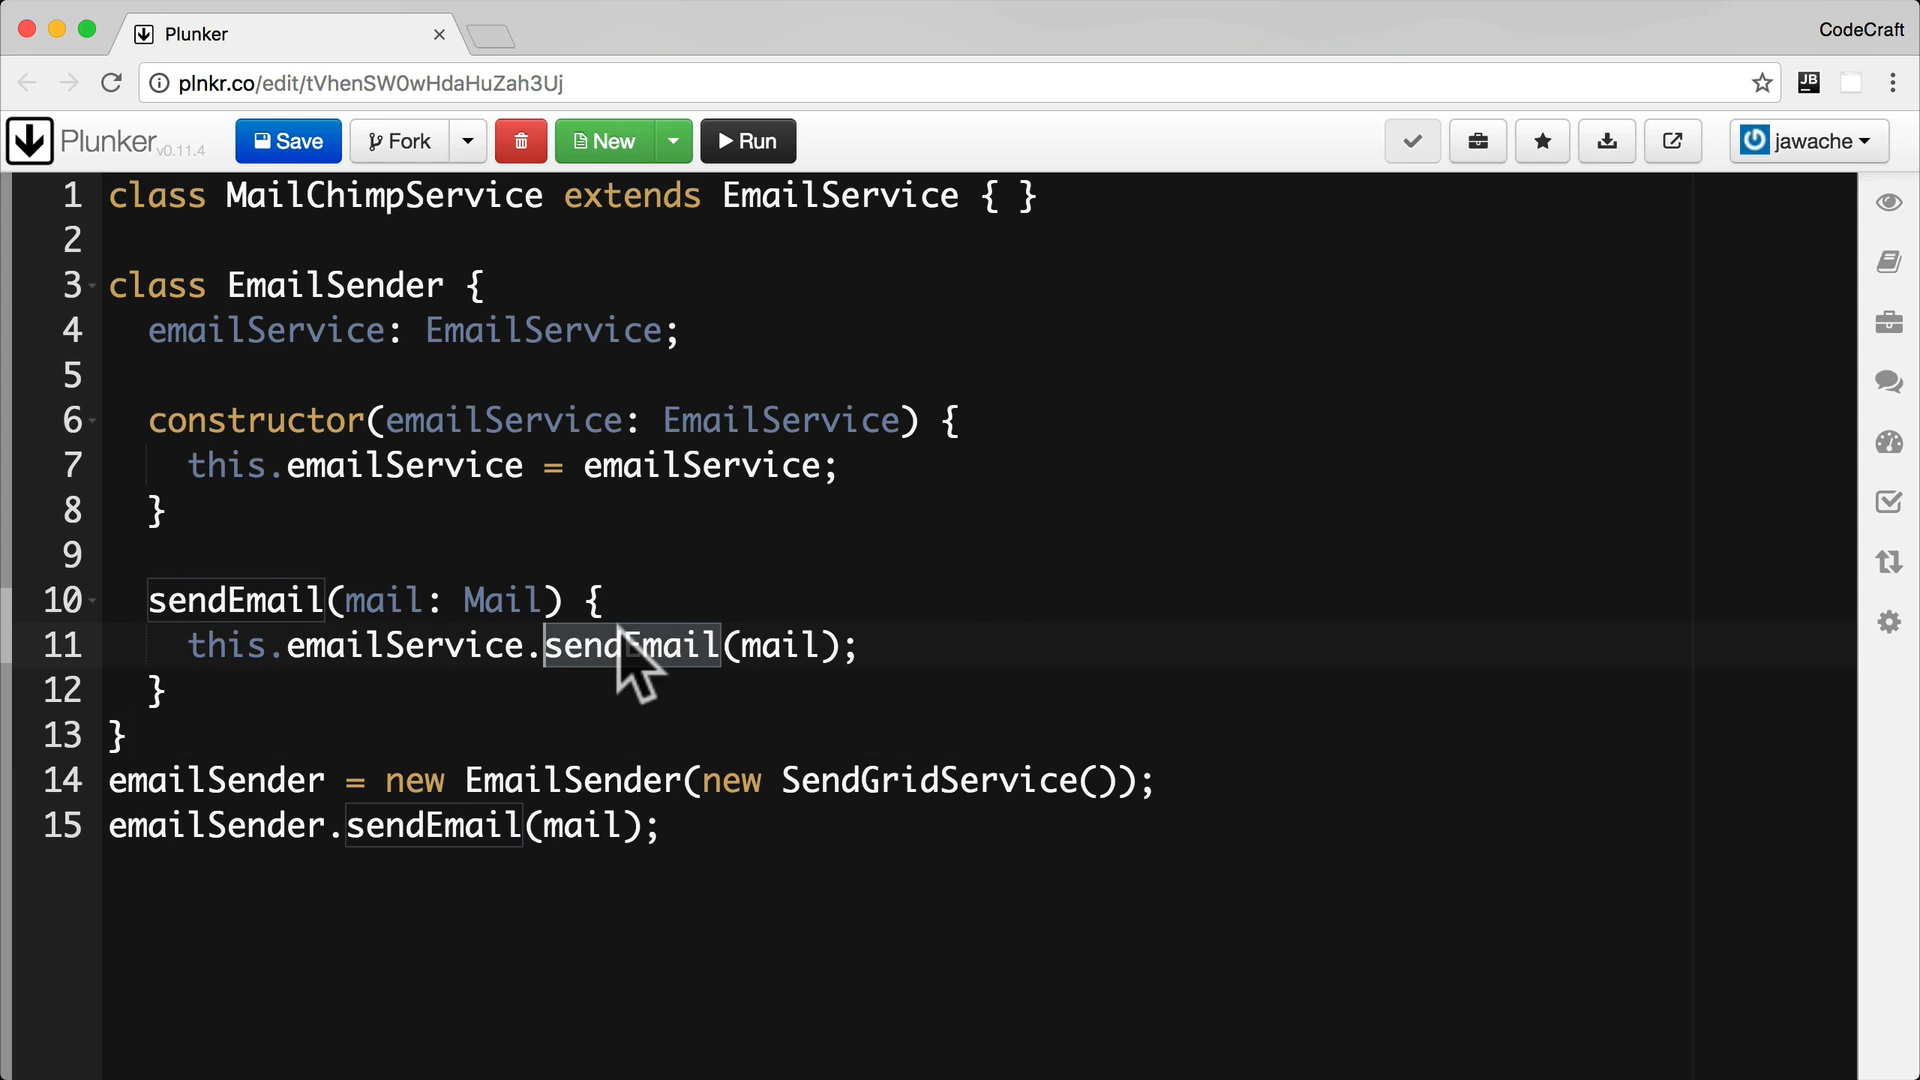 Plunker
CodeCraft
plnkr.co/edit/tVhenSW0wHdaHuZah3Uj
JB
Plunker v0.11.4
Save
Fork
New
Run
jawache
1 class MailChimpService extends EmailService { }
2
3 class EmailSender {
4 emailService: EmailService;
5
6 constructor(emailService: EmailService) {
7 this.emailService = emailService;
8 }
9
10 sendEmail(mail: Mail) {
11 this.emailService.sendEmail(mail);
12 }
13 }
14 emailSender = new EmailSender(new SendGridService());
15 emailSender.sendEmail(mail);